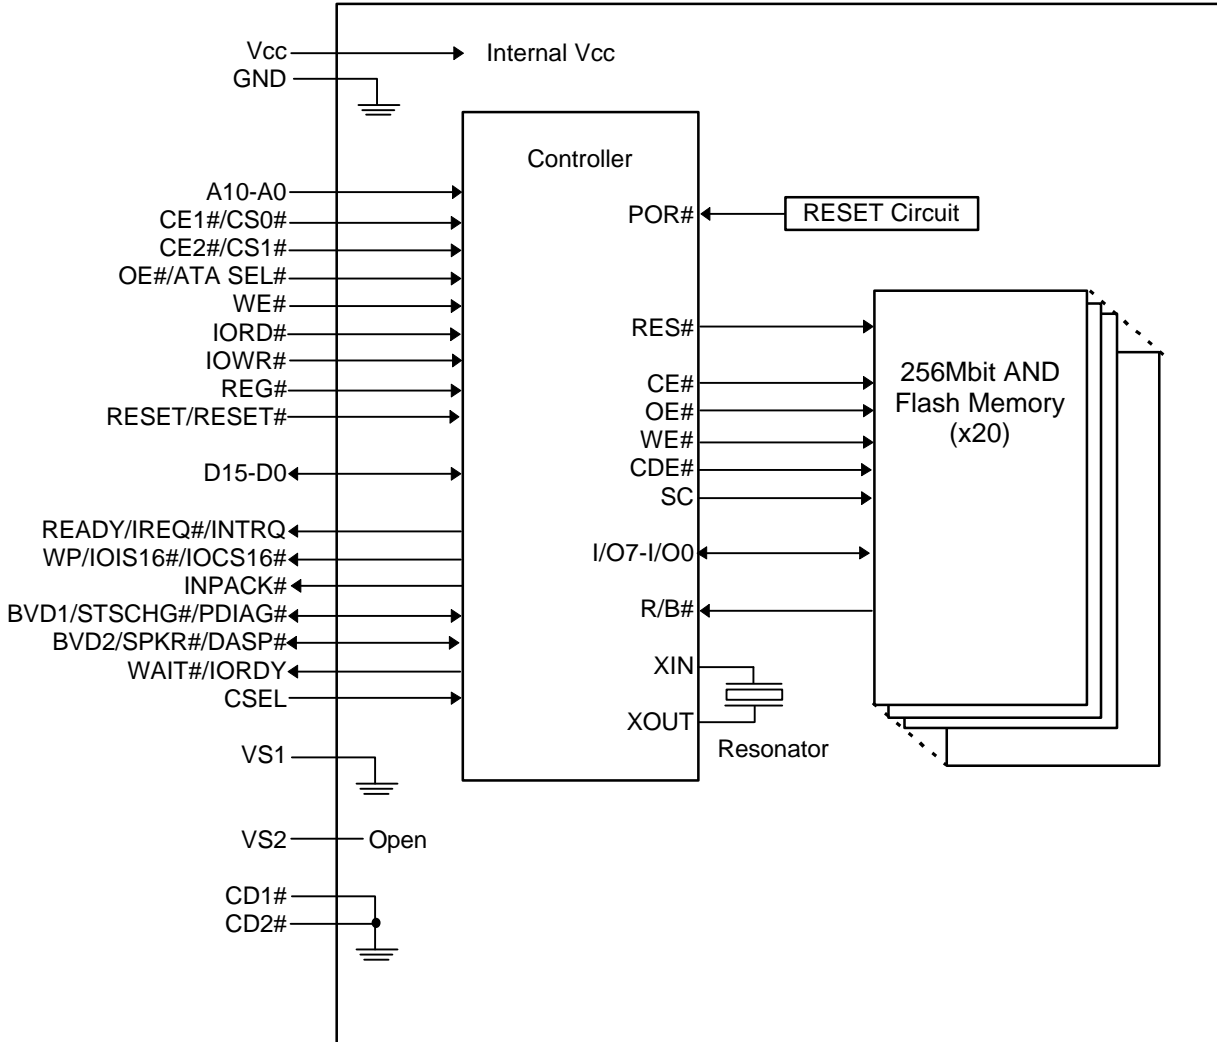 Vcc
Internal Vcc
GND
Controller
A10-A0
CE1#/CS0#
CE2#/CS1#
OE#/ATA SEL#
WE#
IORD#
IOWR#
REG#
RESET/RESET#
D15-D0
READY/IREQ#/INTRQ
WP/IOIS16#/IOCS16#
INPACK#
BVD1/STSCHG#/PDIAG#
BVD2/SPKR#/DASP#
WAIT#/IORDY
CSEL
VS1
VS2
Open
CD1#
CD2#
POR#
RESET Circuit
RES#
CE#
OE#
WE#
CDE#
SC
I/O7-I/O0
R/B#
XIN
XOUT
Resonator
256Mbit AND
Flash Memory
(x20)